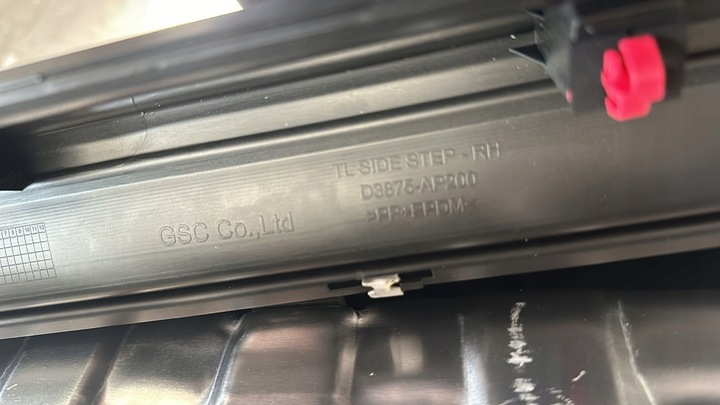 TL SIDE STEP - RH
D3875-AP200
>PP+EPDM<
GSC Co.,Ltd